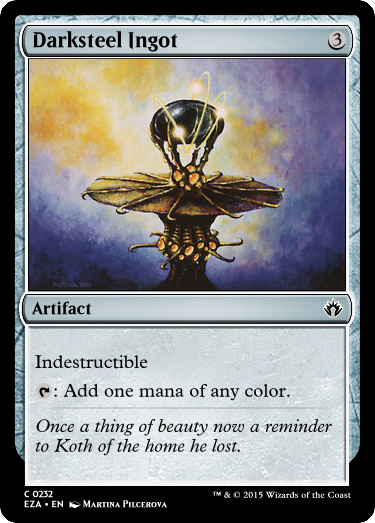 Darksteel Ingot 3
Artifact
Indestructible
: Add one mana of any color.
Once a thing of beauty now a reminder
to Koth of the home he lost.
C 0232
EZA • EN Martina Pilcerova
™ & © 2015 Wizards of the Coast